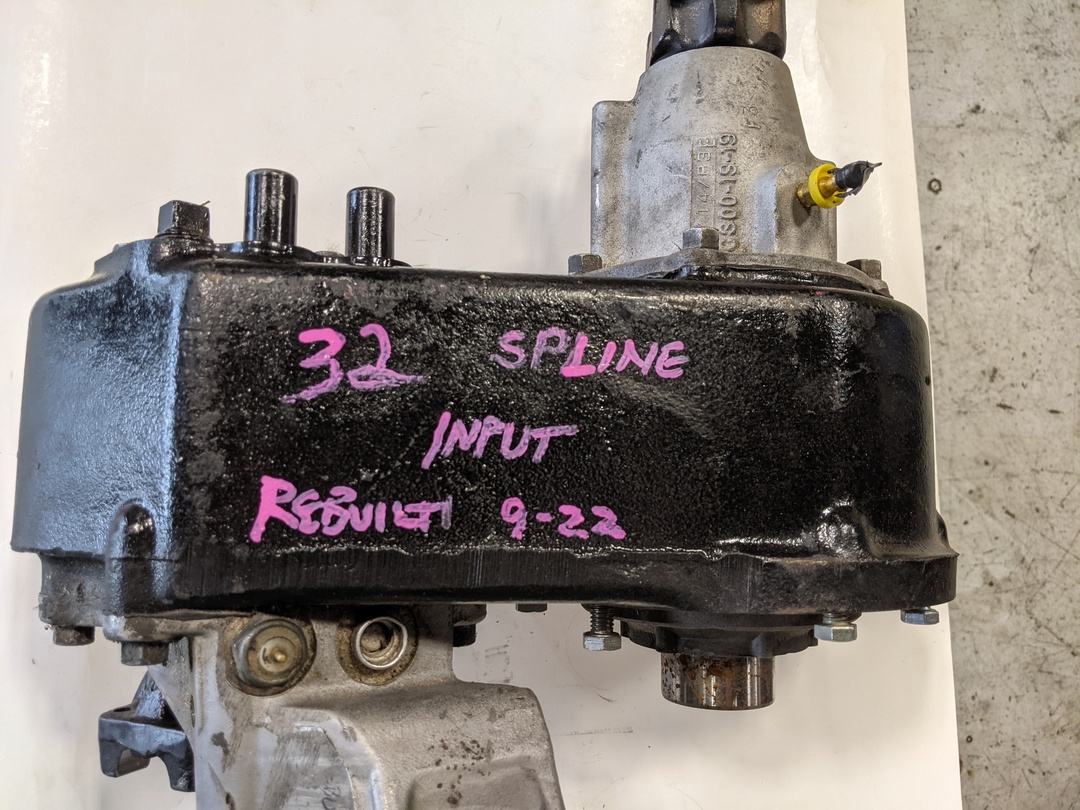 32 SPLINE
INPUT
REBUILT 9-22